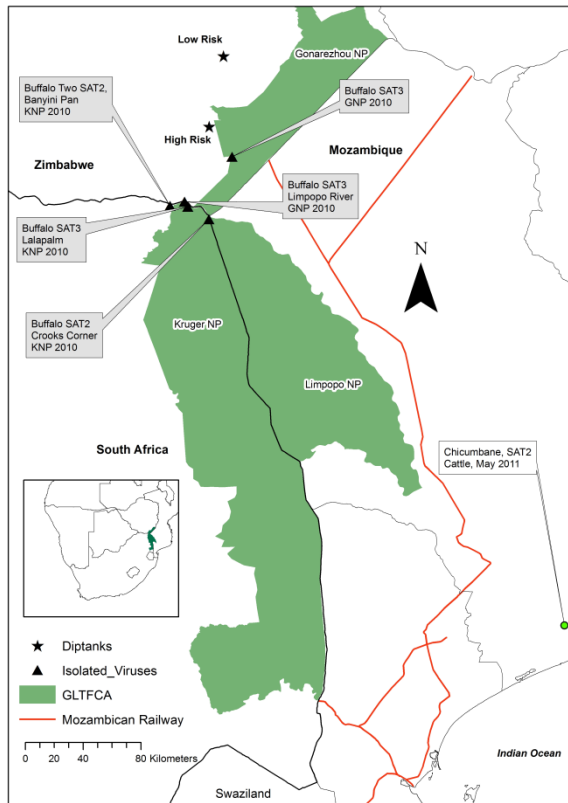 Low Risk
Gonarezhou NP
Buffalo Two SAT2,
Banyini Pan
KNP 2010
Buffalo SAT3
GNP 2010
High Risk
Zimbabwe
Mozambique
Buffalo SAT3
Limpopo River
GNP 2010
Buffalo SAT3
Lalapalm
KNP 2010
N
Buffalo SAT2
Crooks Corner
KNP 2010
Kruger NP
Limpopo NP
South Africa
Chicumbane, SAT2
Cattle, May 2011
Diptanks
Isolated_Viruses
GLTFCA
Mozambican Railway
0 20 40 80 Kilometers
Indian Ocean
Swaziland